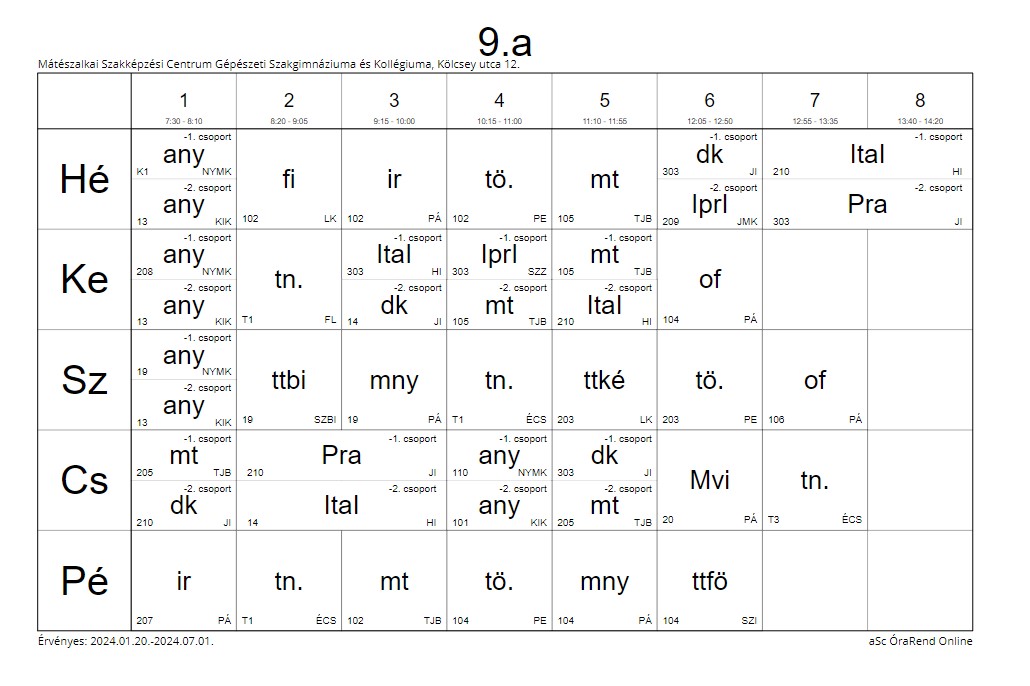 9.a
Mátészalkai Szakképzési Centrum Gépészeti Szakgimnáziuma és Kollégiuma, Kölcsey utca 12.
1 2 3 4 5 6 7 8
7:30 - 8:10 8:20 - 9:05 9:15 - 10:00 10:15 - 11:00 11:10 - 11:55 12:05 - 12:50 12:55 - 13:35 13:40 - 14:20
Hé
-1. csoport
any
K1 NYMK
-2. csoport
any
13 KIK
fi
102 LK
ir
102 PÁ
tö.
102 PE
mt
105 TJB
-1. csoport
dk
303 JI
-2. csoport
Iprl
209 JMK
-1. csoport
Ital
210 HI
-2. csoport
Pra
303 JI
Ke
-1. csoport
any
208 NYMK
-2. csoport
any
13 KIK
tn.
T1 FL
-1. csoport
Ital
303 HI
-2. csoport
dk
14 JI
-1. csoport
Iprl
303 SZZ
-2. csoport
mt
105 TJB
-1. csoport
mt
105 TJB
-2. csoport
Ital
210 HI
of
104 PÁ
Sz
-1. csoport
any
19 NYMK
-2. csoport
any
13 KIK
ttbi
19 SZBI
mny
19 PÁ
tn.
T1 ÉCS
ttké
203 LK
tö.
203 PE
of
106 PÁ
Cs
-1. csoport
mt
205 TJB
-2. csoport
dk
210 JI
-1. csoport
Pra
210 JI
-2. csoport
Ital
14 HI
-1. csoport
any
110 NYMK
-2. csoport
any
101 KIK
-1. csoport
dk
303 JI
-2. csoport
mt
205 TJB
Mvi
20 PÁ
tn.
T3 ÉCS
Pé
ir
207 PÁ
tn.
T1 ÉCS
mt
102 TJB
tö.
104 PE
mny
104 PÁ
ttfö
104 SZI
Érvényes: 2024.01.20.-2024.07.01. aSc ÓraRend Online